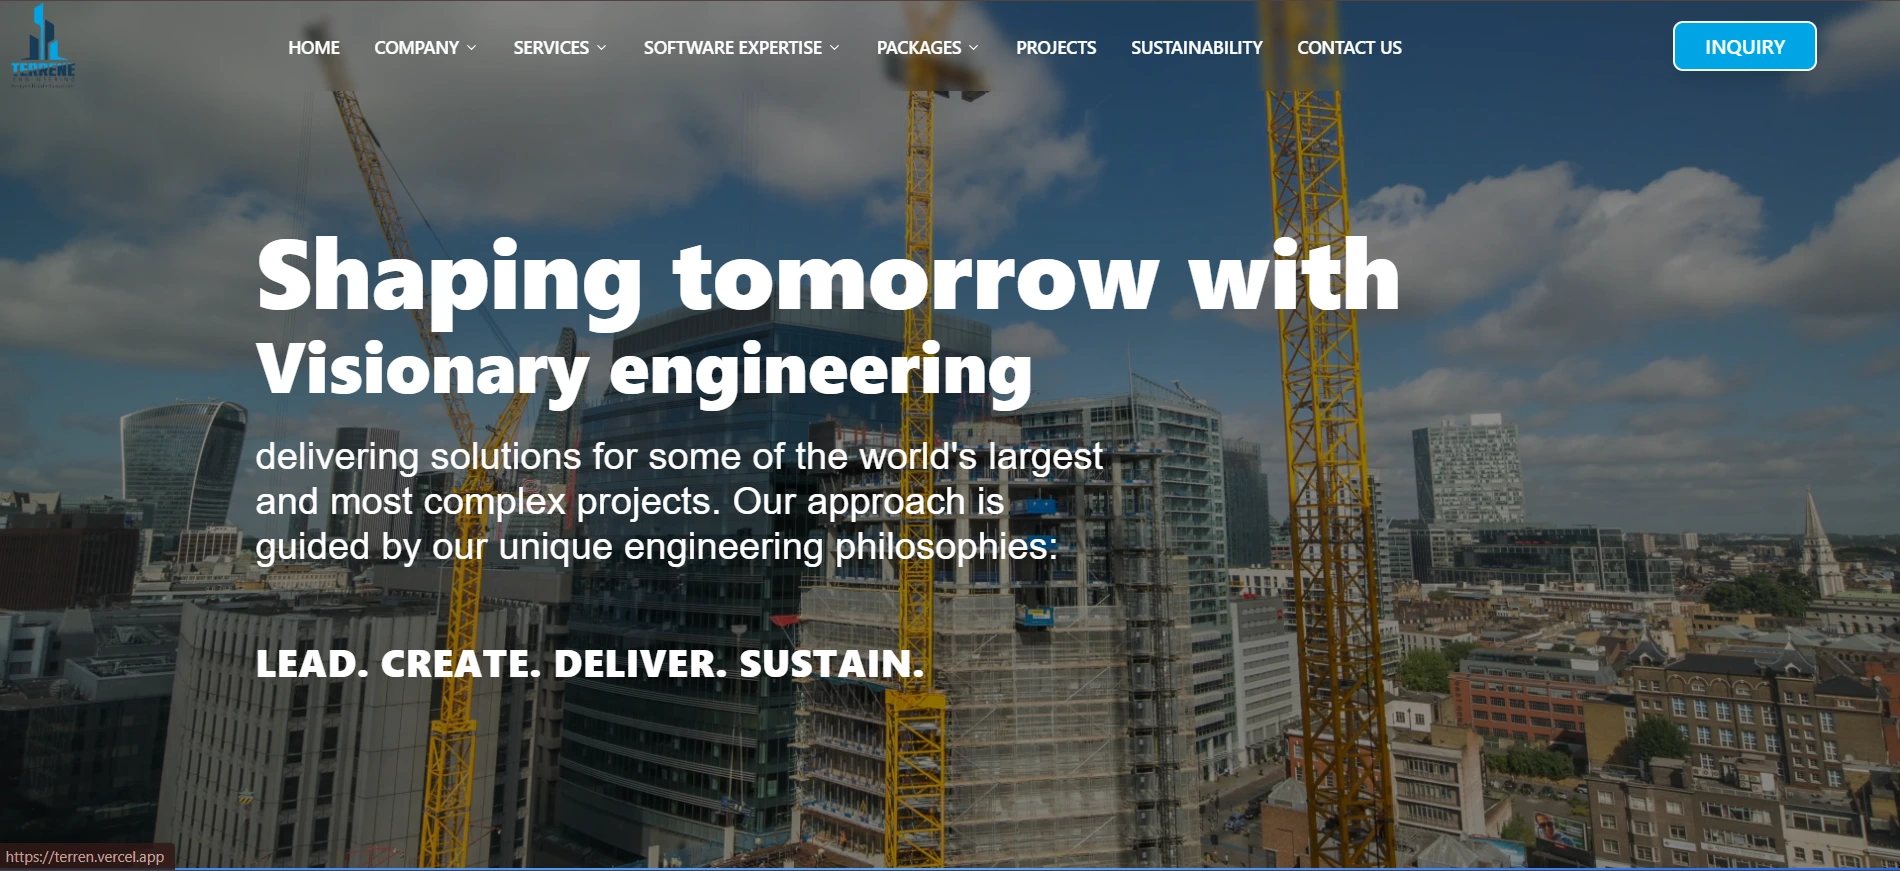 TERRENE
HOME COMPANY SERVICES SOFTWARE EXPERTISE PACKAGES PROJECTS SUSTAINABILITY CONTACT US INQUIRY
Shaping tomorrow with
Visionary engineering
delivering solutions for some of the world's largest
and most complex projects. Our approach is
guided by our unique engineering philosophies:
LEAD. CREATE. DELIVER. SUSTAIN.
https://terren.vercel.app